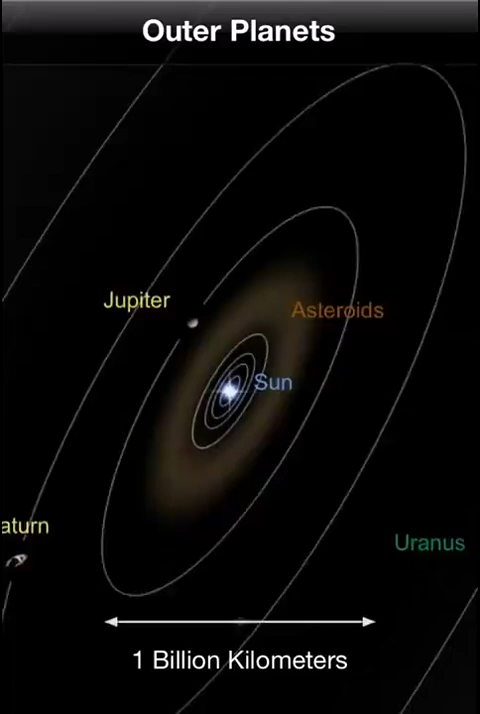 Outer Planets
Jupiter
Asteroids
Sun
aturn
Uranus
1 Billion Kilometers